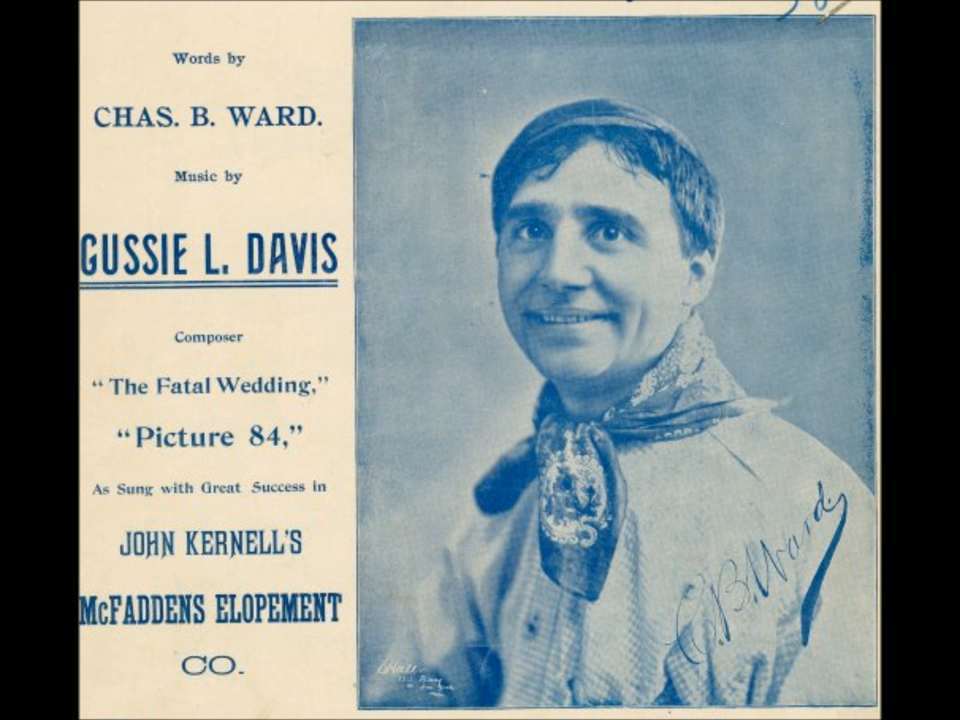 Words by
CHAS. B. WARD.
Music by
GUSSIE L. DAVIS
Composer
“The Fatal Wedding,”
“Picture 84,”
As Sung with Great Success in
JOHN KERNELL'S
McFADDENS ELOPEMENT
CO.
C.B. Ward
Hall